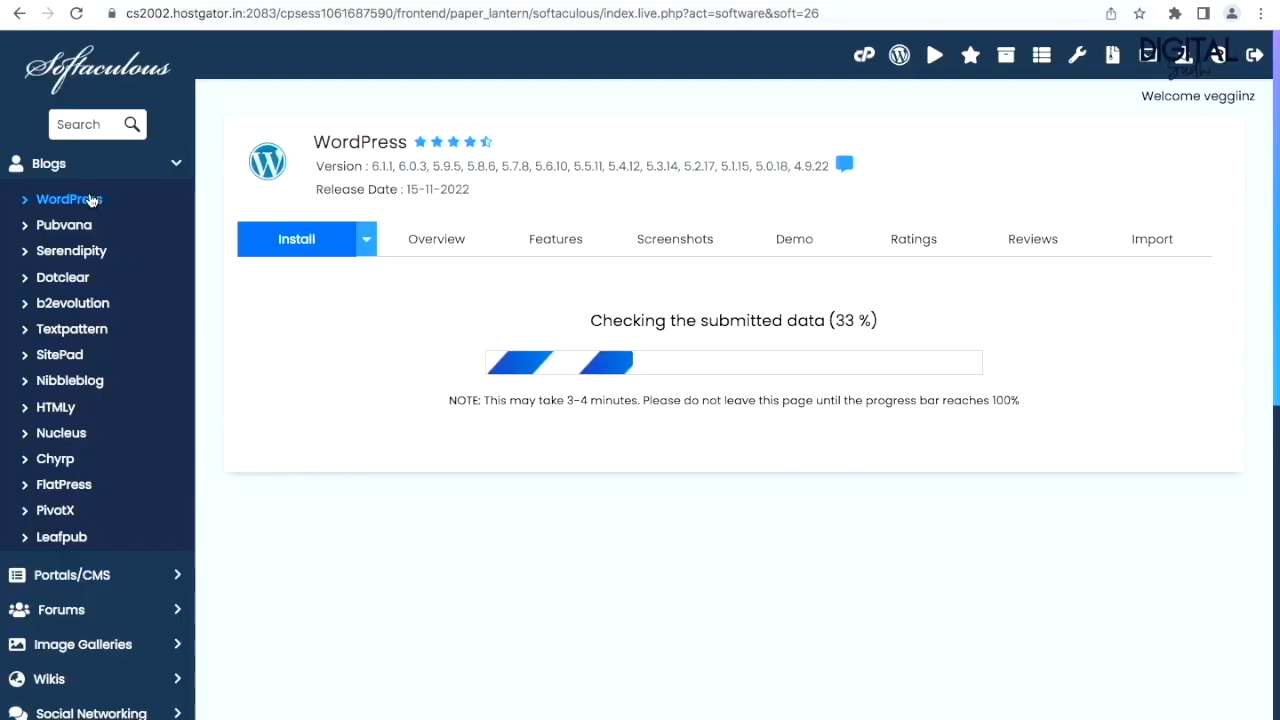 cs2002.hostgator.in:2083/cpsess1061687590/frontend/paper_lantern/softaculous/index.live.php?act=software&soft=26
Softaculous
cP
DIGITAL
Welcome veggiinz
Search
Blogs
WordPress
Pubvana
Serendipity
Dotclear
b2evolution
Textpattern
SitePad
Nibbleblog
HTMLy
Nucleus
Chyrp
FlatPress
PivotX
Leafpub
Portals/CMS
Forums
Image Galleries
Wikis
Social Networking
WordPress
Version : 6.1.1, 6.0.3, 5.9.5, 5.8.6, 5.7.8, 5.6.10, 5.5.11, 5.4.12, 5.3.14, 5.2.17, 5.1.15, 5.0.18, 4.9.22
Release Date : 15-11-2022
Install Overview Features Screenshots Demo Ratings Reviews Import
Checking the submitted data (33 %)
NOTE: This may take 3-4 minutes. Please do not leave this page until the progress bar reaches 100%